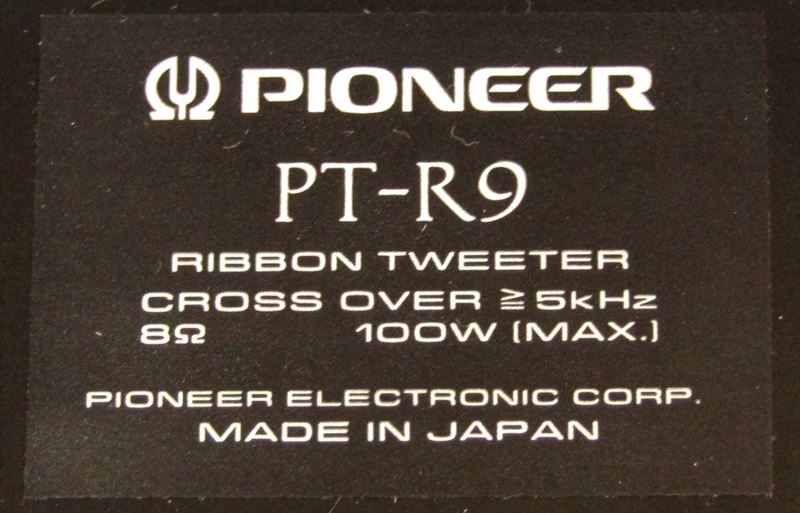 PIONEER
PT-R9
RIBBON TWEETER
CROSS OVER ≧ 5kHz
8Ω 100W (MAX.)
PIONEER ELECTRONIC CORP.
MADE IN JAPAN